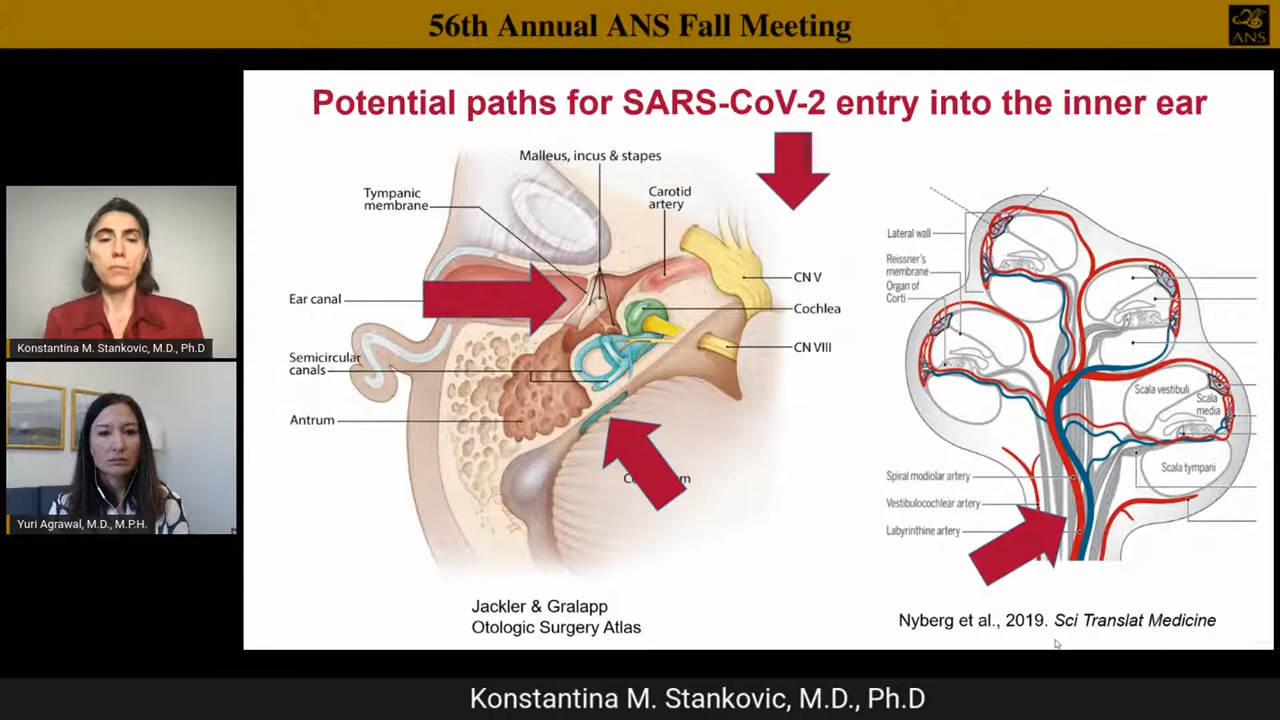 56th Annual ANS Fall Meeting
ANS
Potential paths for SARS-CoV-2 entry into the inner ear
Malleus, incus & stapes
Tympanic
membrane
Carotid
artery
Ear canal
CN V
Cochlea
CN VIII
Semicircular
canals
Antrum
Lateral wall
Reissner's
membrane
Organ of
Corti
Scala vestibuli
Scala
media
Scala tympani
Spiral modiolar artery
Vestibulocochlear artery
Labyrinthine artery
Jackler & Gralapp
Otologic Surgery Atlas
Nyberg et al., 2019. Sci Translat Medicine
Konstantina M. Stankovic, M.D., Ph.D
Yuri Agrawal, M.D., M.P.H.
Konstantina M. Stankovic, M.D., Ph.D